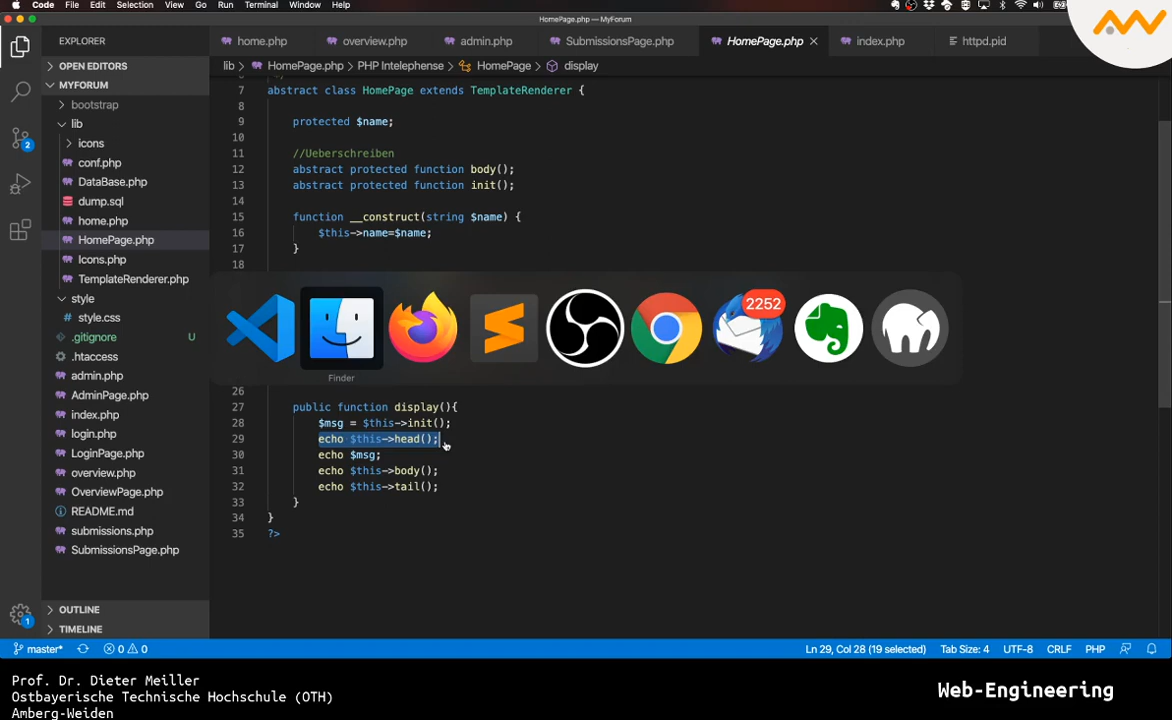 Code File Edit Selection View Go Run Terminal Window Help
HomePage.php — MyForum
EXPLORER
home.php overview.php admin.php SubmissionsPage.php HomePage.php index.php httpd.pid
OPEN EDITORS
lib > HomePage.php > PHP Intelephense > HomePage > display
MYFORUM
bootstrap
lib
icons
conf.php
DataBase.php
dump.sql
home.php
HomePage.php
Icons.php
TemplateRenderer.php
style
style.css
.gitignore U
.htaccess
admin.php
AdminPage.php
index.php
login.php
LoginPage.php
overview.php
OverviewPage.php
README.md
submissions.php
SubmissionsPage.php
OUTLINE
TIMELINE
2
1
7 abstract class HomePage extends TemplateRenderer {
8
9 protected $name;
10
11 //Ueberschreiben
12 abstract protected function body();
13 abstract protected function init();
14
15 function __construct(string $name) {
16 $this->name=$name;
17 }
18
2252
Finder
26
27 public function display(){
28 $msg = $this->init();
29 echo $this->head();
30 echo $msg;
31 echo $this->body();
32 echo $this->tail();
33 }
34 }
35 ?>
master* 0 0 Ln 29, Col 28 (19 selected) Tab Size: 4 UTF-8 CRLF PHP
Prof. Dr. Dieter Meiller
Ostbayerische Technische Hochschule (OTH)
Amberg-Weiden
Web-Engineering